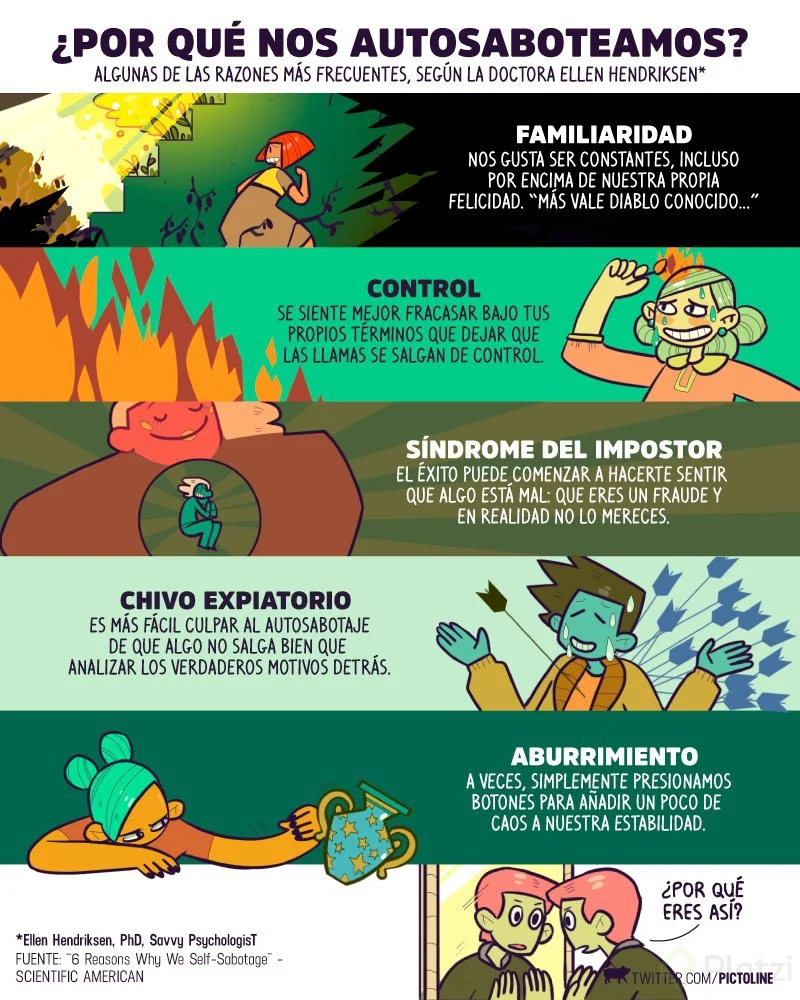 ¿POR QUÉ NOS AUTOSABOTEAMOS?
ALGUNAS DE LAS RAZONES MÁS FRECUENTES, SEGÚN LA DOCTORA ELLEN HENDRIKSEN*
FAMILIARIDAD
NOS GUSTA SER CONSTANTES, INCLUSO
POR ENCIMA DE NUESTRA PROPIA
FELICIDAD. “MÁS VALE DIABLO CONOCIDO...”
CONTROL
SE SIENTE MEJOR FRACASAR BAJO TUS
PROPIOS TÉRMINOS QUE DEJAR QUE
LAS LLAMAS SE SALGAN DE CONTROL.
SÍNDROME DEL IMPOSTOR
EL ÉXITO PUEDE COMENZAR A HACERTE SENTIR
QUE ALGO ESTÁ MAL: QUE ERES UN FRAUDE Y
EN REALIDAD NO LO MERECES.
CHIVO EXPIATORIO
ES MÁS FÁCIL CULPAR AL AUTOSABOTAJE
DE QUE ALGO NO SALGA BIEN QUE
ANALIZAR LOS VERDADEROS MOTIVOS DETRÁS.
ABURRIMIENTO
A VECES, SIMPLEMENTE PRESIONAMOS
BOTONES PARA AÑADIR UN POCO DE
CAOS A NUESTRA ESTABILIDAD.
¿POR QUÉ
ERES ASÍ?
*Ellen Hendriksen, PhD, Savvy PsychologisT
FUENTE: “6 Reasons Why We Self-Sabotage” -
SCIENTIFIC AMERICAN
Platzi
TWITTER.COM/PICTOLINE